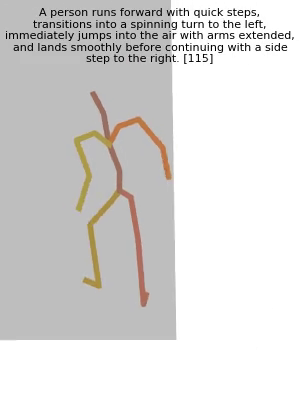 A person runs forward with quick steps,
transitions into a spinning turn to the left,
immediately jumps into the air with arms extended,
and lands smoothly before continuing with a side
step to the right. [115]